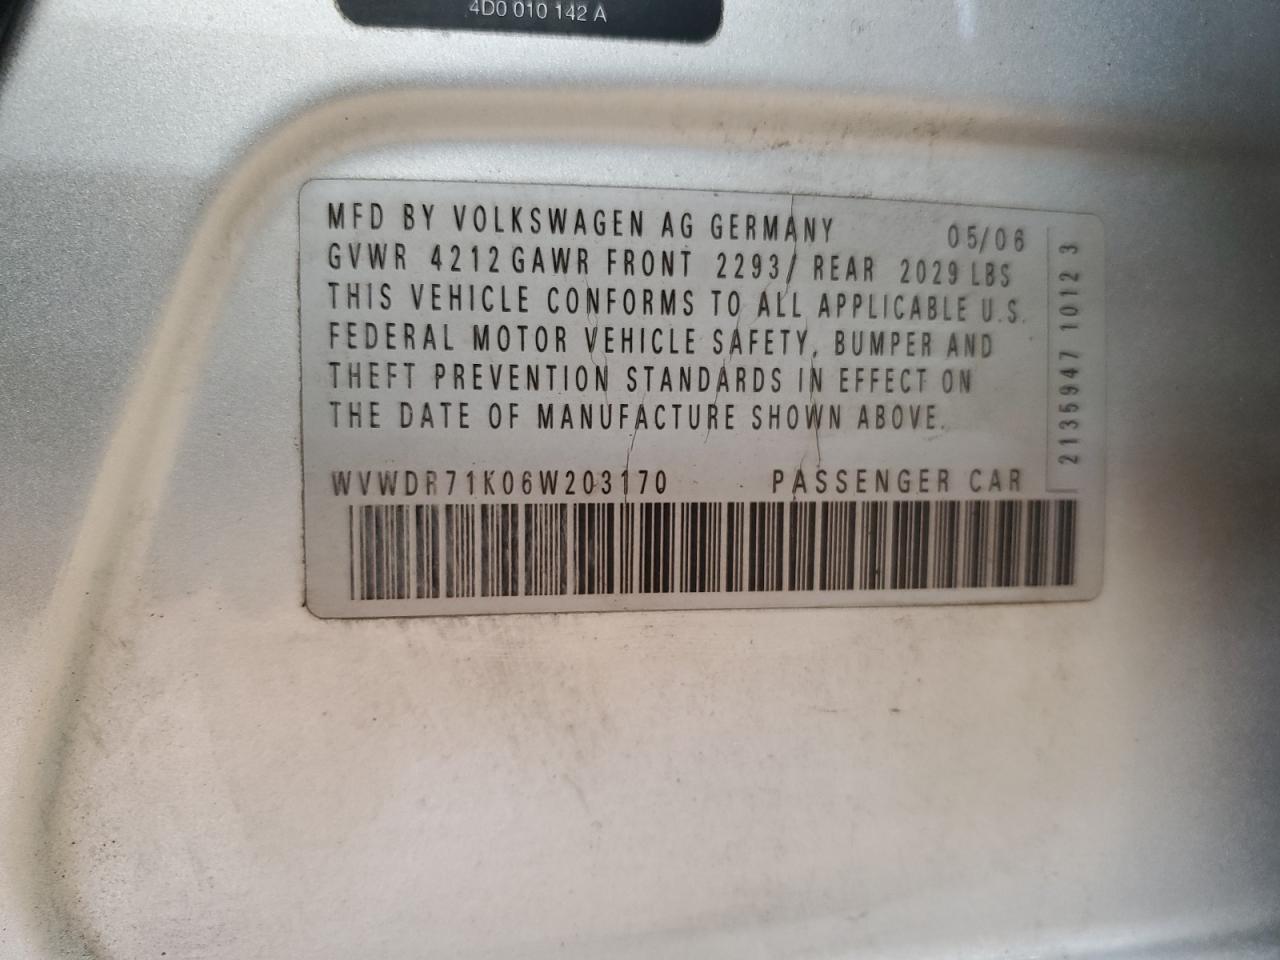 4D0 010 142 A
MFD BY VOLKSWAGEN AG GERMANY 05/06
GVWR 4212 GAWR FRONT 2293/ REAR 2029 LBS
THIS VEHICLE CONFORMS TO ALL APPLICABLE U.S.
FEDERAL MOTOR VEHICLE SAFETY, BUMPER AND
THEFT PREVENTION STANDARDS IN EFFECT ON
THE DATE OF MANUFACTURE SHOWN ABOVE.
WVWDR71K06W203170 PASSENGER CAR
2135947 1012 3